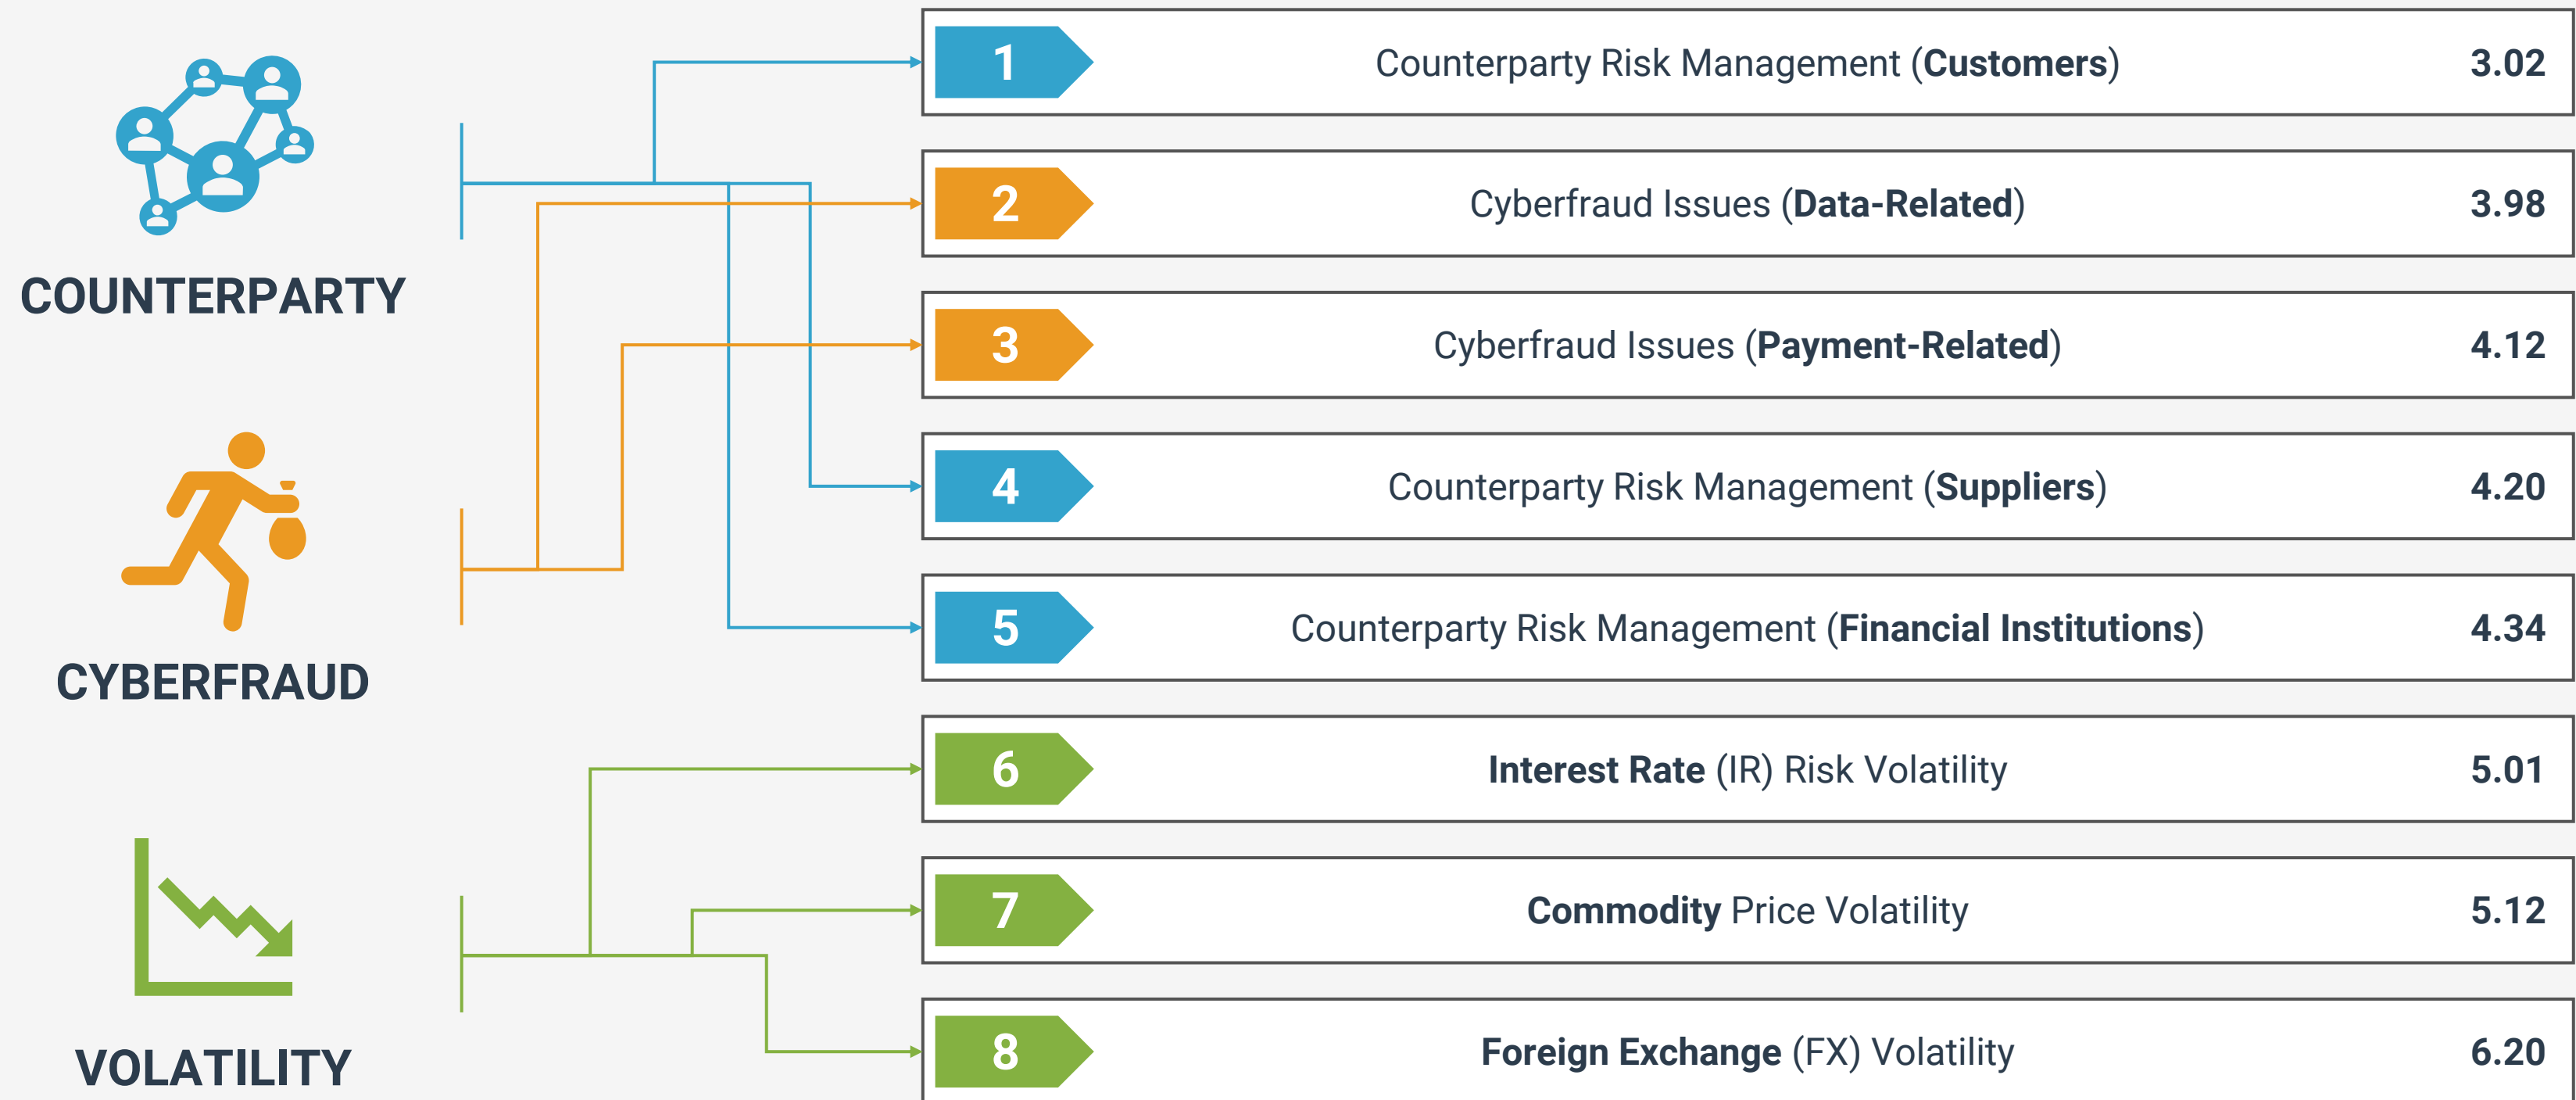 COUNTERPARTY
CYBERFRAUD
VOLATILITY
1 Counterparty Risk Management (Customers) 3.02
2 Cyberfraud Issues (Data-Related) 3.98
3 Cyberfraud Issues (Payment-Related) 4.12
4 Counterparty Risk Management (Suppliers) 4.20
5 Counterparty Risk Management (Financial Institutions) 4.34
6 Interest Rate (IR) Risk Volatility 5.01
7 Commodity Price Volatility 5.12
8 Foreign Exchange (FX) Volatility 6.20